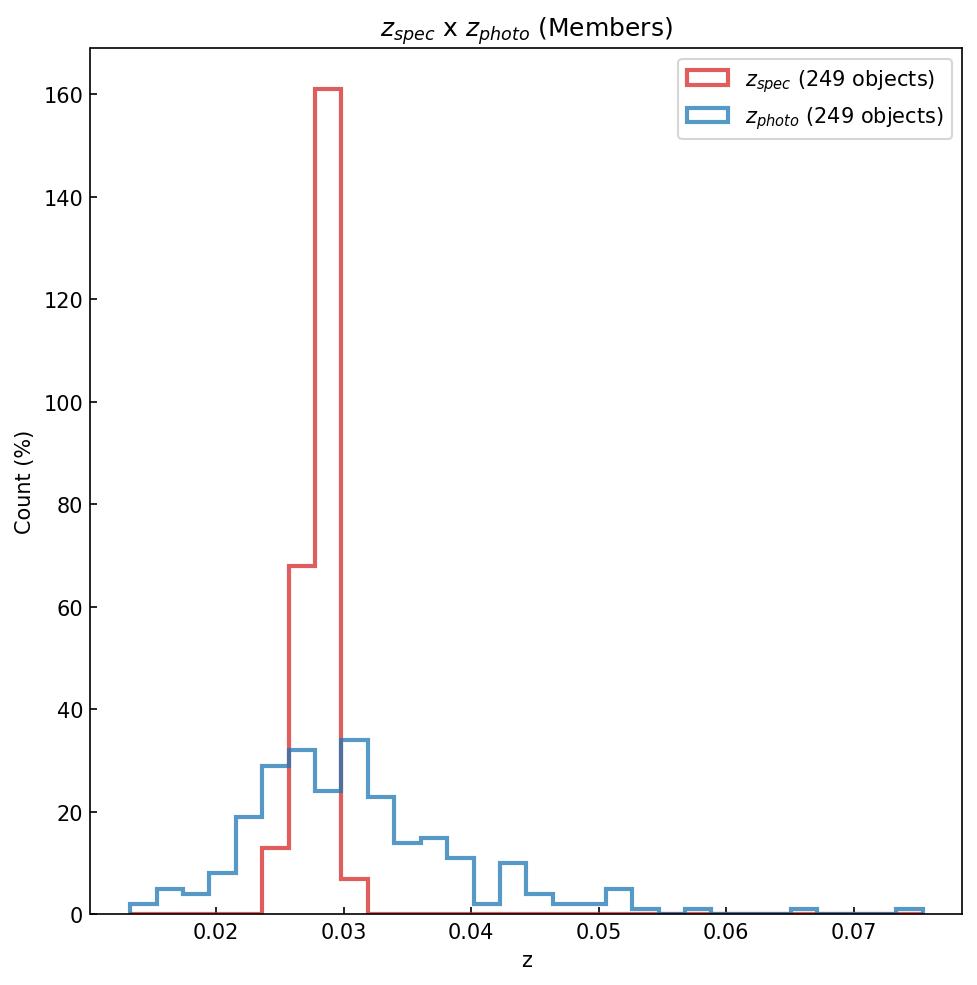 z_spec x z_photo (Members)
z_spec (249 objects)
z_photo (249 objects)
Count (%)
160
140
120
100
80
60
40
20
0
0.02 0.03 0.04 0.05 0.06 0.07
z